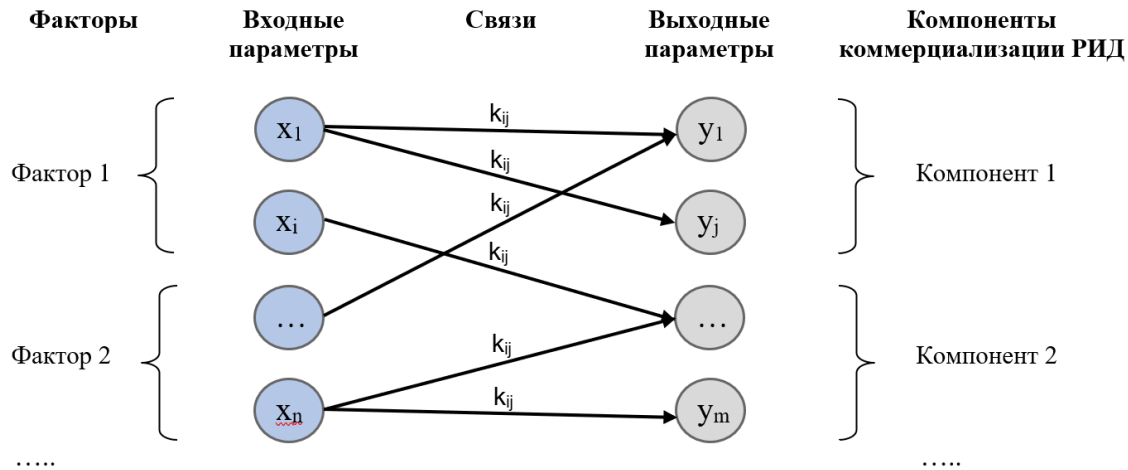 Факторы
Входные
параметры
Связи
Выходные
параметры
Компоненты
коммерциализации РИД
Фактор 1
x₁
kᵢⱼ
y₁
Компонент 1
kᵢⱼ
xᵢ
kᵢⱼ
yⱼ
kᵢⱼ
Фактор 2
…
kᵢⱼ
…
Компонент 2
xₙ
kᵢⱼ
yₘ
…..
…..